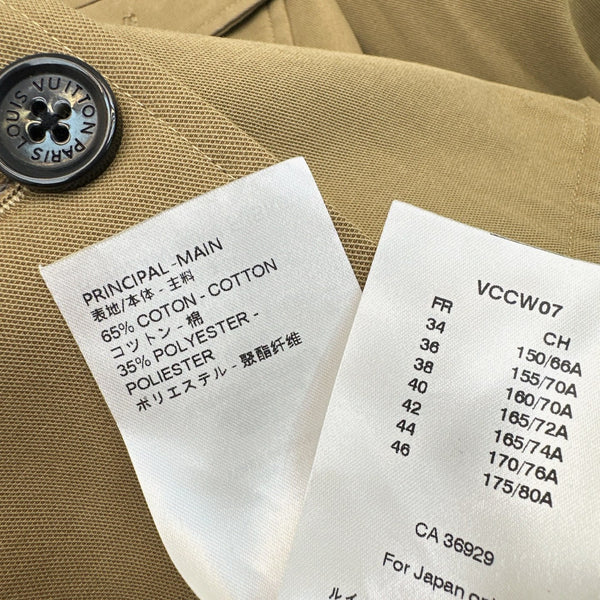 LOUIS VUITTON PARIS
PRINCIPAL -MAIN
表地/本体 - 主料
65% COTON - COTTON
コットン - 棉
35% POLYESTER -
POLIESTER
ポリエステル - 聚酯纤维
VCCW07
FR CH
34 150/66A
36 155/70A
38 160/70A
40 165/72A
42 165/74A
44 170/76A
46 175/80A
CA 36929
For Japan
ルイ